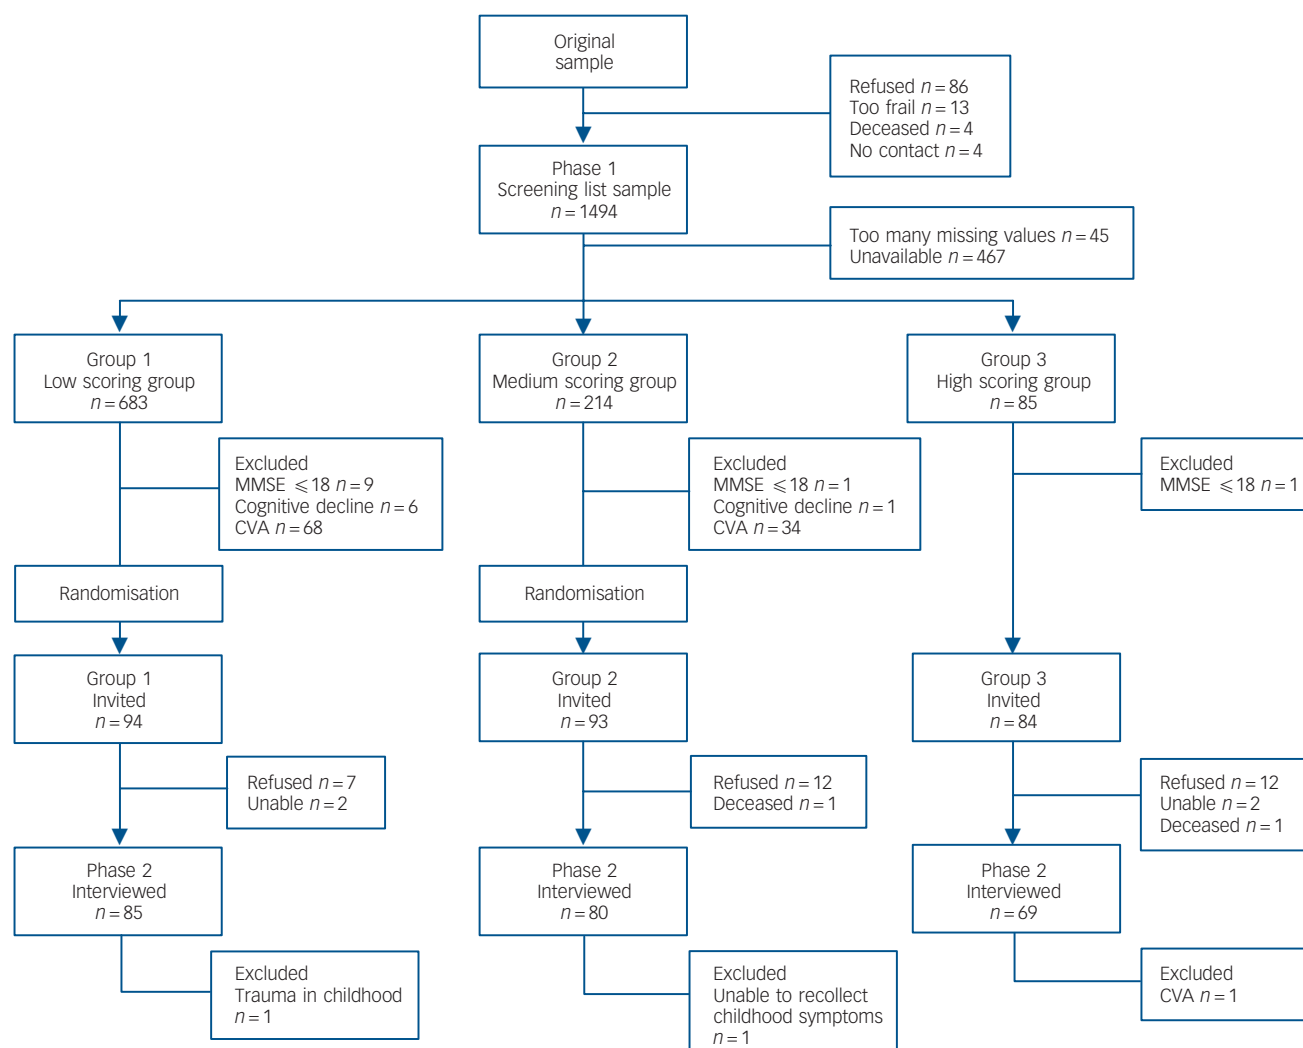 Original
sample
Refused n = 86
Too frail n = 13
Deceased n = 4
No contact n = 4
Phase 1
Screening list sample
n = 1494
Too many missing values n = 45
Unavailable n = 467
Group 1
Low scoring group
n = 683
Group 2
Medium scoring group
n = 214
Group 3
High scoring group
n = 85
Excluded
MMSE ⩽ 18 n = 9
Cognitive decline n = 6
CVA n = 68
Excluded
MMSE ⩽ 18 n = 1
Cognitive decline n = 1
CVA n = 34
Excluded
MMSE ⩽ 18 n = 1
Randomisation
Randomisation
Group 1
Invited
n = 94
Group 2
Invited
n = 93
Group 3
Invited
n = 84
Refused n = 7
Unable n = 2
Refused n = 12
Deceased n = 1
Refused n = 12
Unable n = 2
Deceased n = 1
Phase 2
Interviewed
n = 85
Phase 2
Interviewed
n = 80
Phase 2
Interviewed
n = 69
Excluded
Trauma in childhood
n = 1
Excluded
Unable to recollect
childhood symptoms
n = 1
Excluded
CVA n = 1